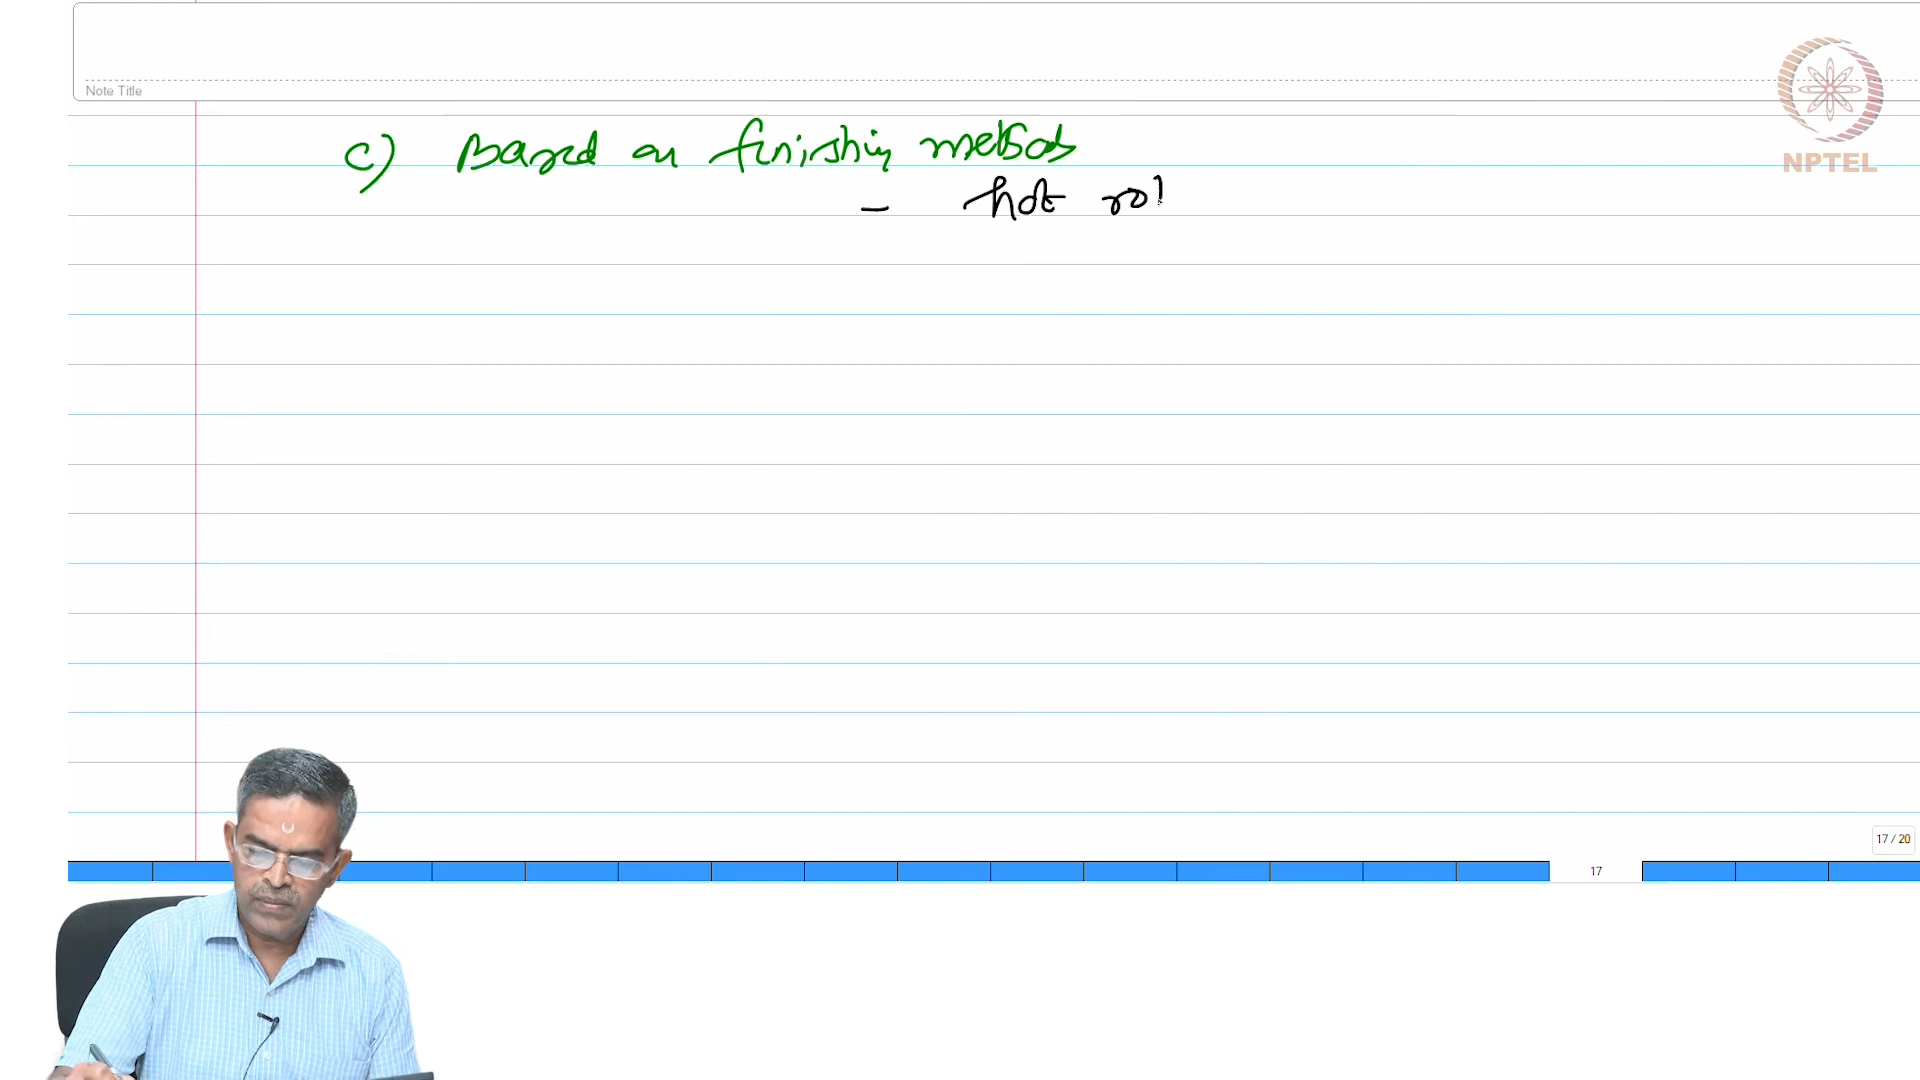 Note Title
NPTEL
c) Based on finishing methods
- hot rol
17 / 20
17